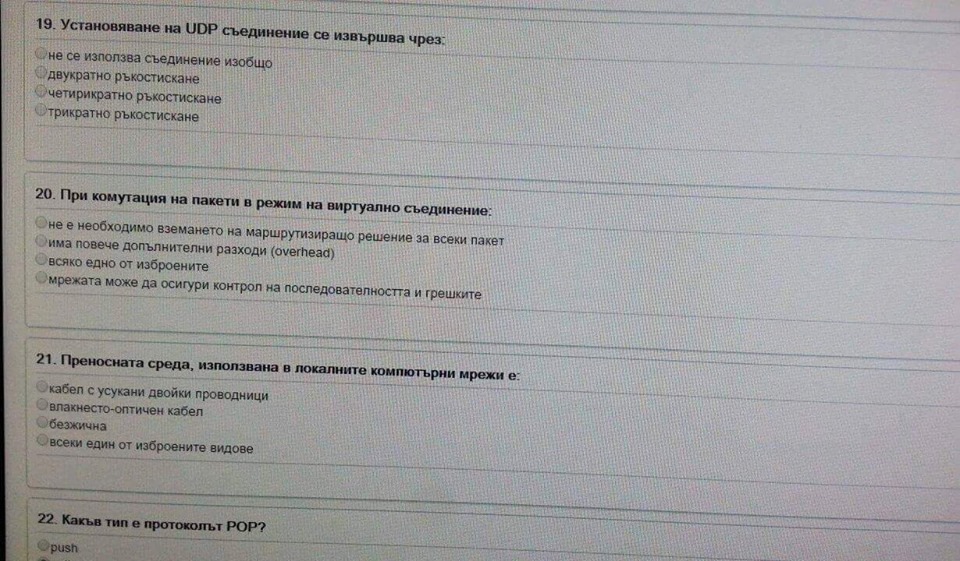 19. Установяване на UDP съединение се извършва чрез:
не се използва съединение изобщо
двукратно ръкостискане
четирикратно ръкостискане
трикратно ръкостискане
20. При комутация на пакети в режим на виртуално съединение:
не е необходимо вземането на маршрутизиращо решение за всеки пакет
има повече допълнителни разходи (overhead)
всяко едно от изброените
мрежата може да осигури контрол на последователността и грешките
21. Преносната среда, използвана в локалните компютърни мрежи е:
кабел с усукани двойки проводници
влакнесто-оптичен кабел
безжична
всеки един от изброените видове
22. Какъв тип е протоколът POP?
push